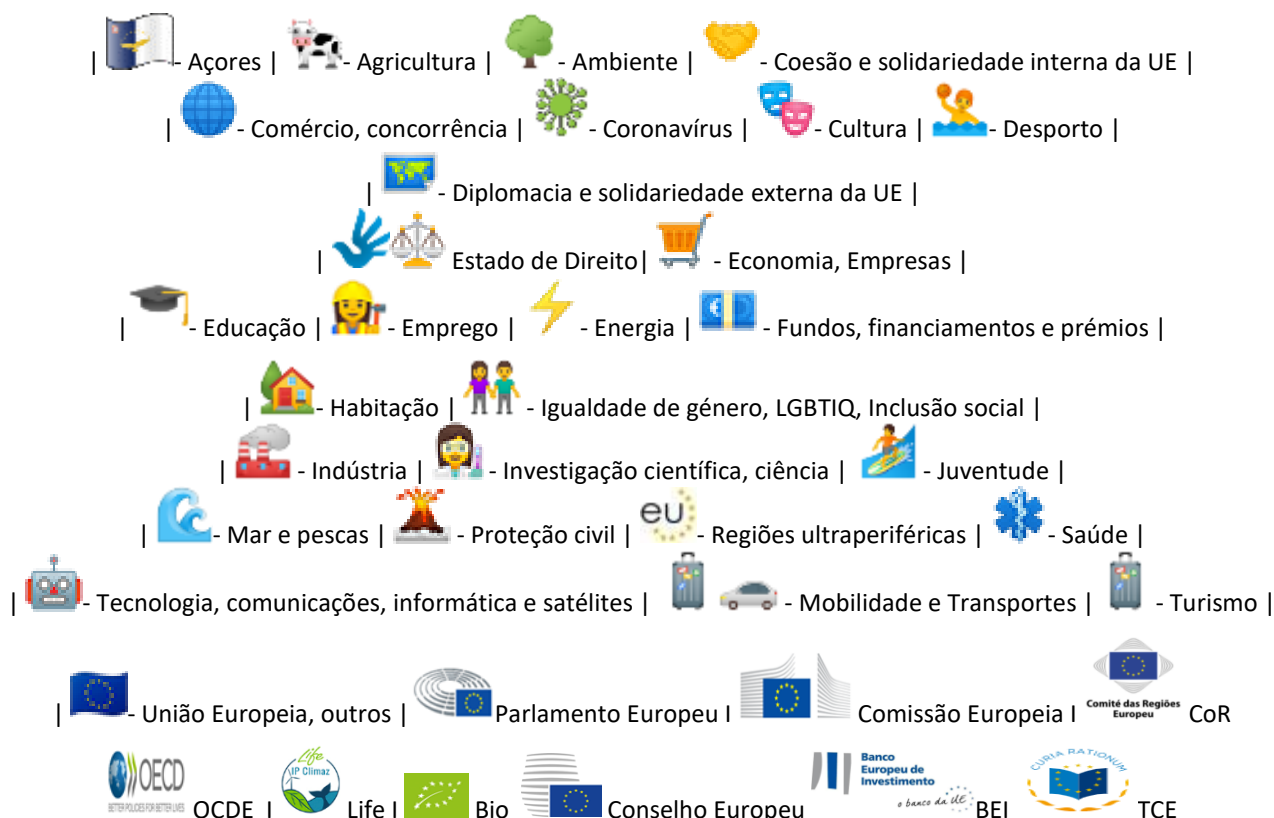 | - Açores | - Agricultura | - Ambiente | - Coesão e solidariedade interna da UE |
| - Comércio, concorrência | - Coronavírus | - Cultura | - Desporto |
| - Diplomacia e solidariedade externa da UE |
| Estado de Direito| - Economia, Empresas |
| - Educação | - Emprego | - Energia | - Fundos, financiamentos e prémios |
| - Habitação | - Igualdade de género, LGBTIQ, Inclusão social |
| - Indústria | - Investigação científica, ciência | - Juventude |
| - Mar e pescas | - Proteção civil | eu - Regiões ultraperiféricas | - Saúde |
| - Tecnologia, comunicações, informática e satélites | - Mobilidade e Transportes | - Turismo |
| - União Europeia, outros | Parlamento Europeu I Comissão Europeia I Comité das Regiões Europeu CoR
OECD BETTER POLICIES FOR BETTER LIVES OCDE I Life IP Climaz Life I Bio Conselho Europeu Banco Europeu de Investimento o banco da UE BEI CURIA RATIONUM TCE